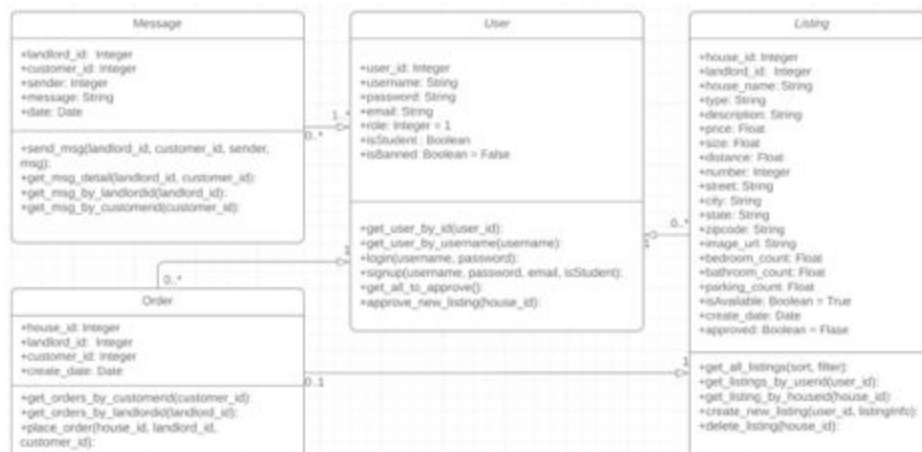 Message
+landlord_id: Integer
+customer_id: Integer
+sender: Integer
+message: String
+date: Date
+send_msg(landlord_id, customer_id, sender,
msg):
+get_msg_detail(landlord_id, customer_id):
+get_msg_by_landlordid(landlord_id):
+get_msg_by_customerid(customer_id):
0..*
User
+user_id: Integer
+username: String
+password: String
+email: String
+role: Integer = 1
+isStudent : Boolean
+isBanned: Boolean = False
+get_user_by_id(user_id):
+get_user_by_username(username):
+login(username, password):
+signup(username, password, email, isStudent):
+get_all_to_approve():
+approve_new_listing(house_id):
0..*
Listing
+house_id: Integer
+landlord_id: Integer
+house_name: String
+type: String
+description: String
+price: Float
+size: Float
+distance: Float
+number: Integer
+street: String
+city: String
+state: String
+zipcode: String
+image_url: String
+bedroom_count: Float
+bathroom_count: Float
+parking_count: Float
+isAvailable: Boolean = True
+create_date: Date
+approved: Boolean = Flase
+get_all_listings(sort, filter):
+get_listings_by_userid(user_id):
+get_listing_by_houseid(house_id):
+create_new_listing(user_id, listingInfo):
+delete_listing(house_id):
0..*
Order
+house_id: Integer
+landlord_id: Integer
+customer_id: Integer
+create_date: Date
+get_orders_by_customerid(customer_id):
+get_orders_by_landlordid(landlord_id):
+place_order(house_id, landlord_id,
customer_id):
0..1
1